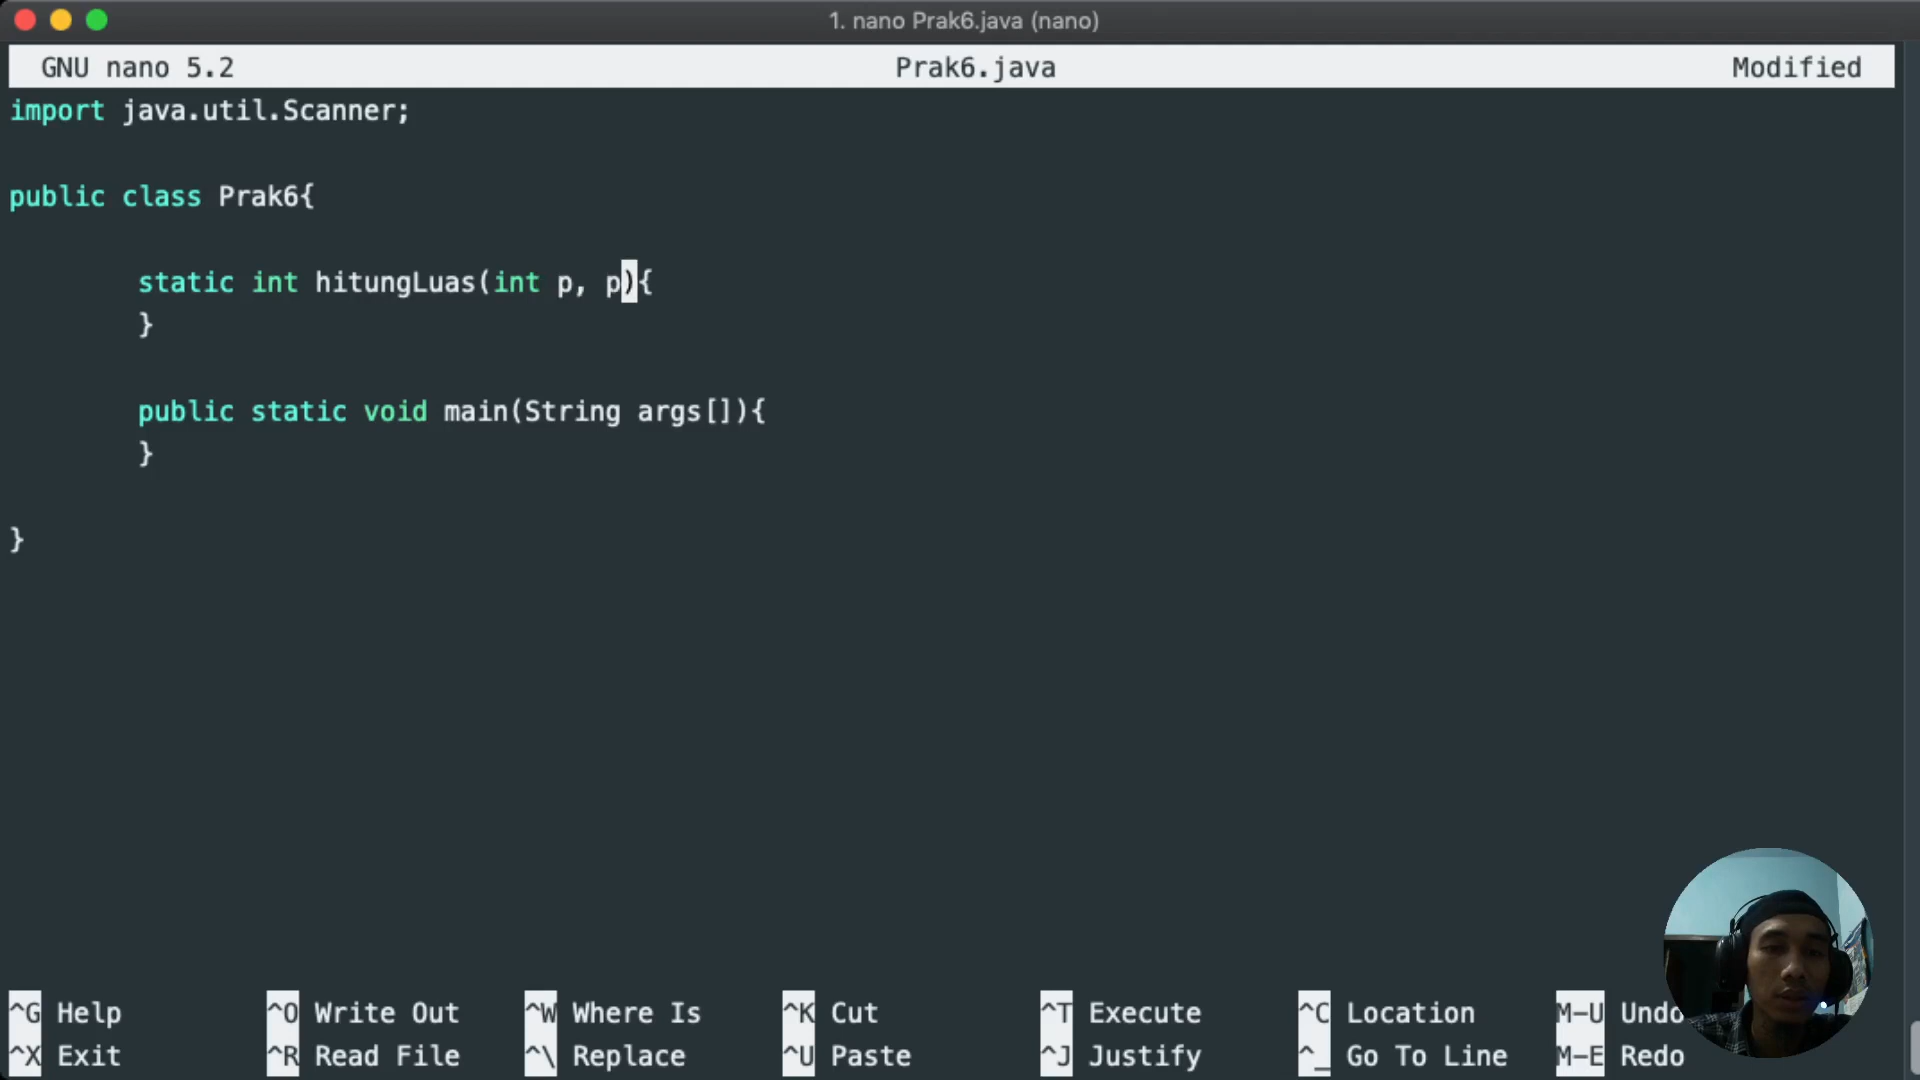 1. nano Prak6.java (nano)
GNU nano 5.2 Prak6.java Modified
import java.util.Scanner;
public class Prak6{
static int hitungLuas(int p, p){
}
public static void main(String args[]){
}
}
^G Help ^O Write Out ^W Where Is ^K Cut ^T Execute ^C Location M-U Undo
^X Exit ^R Read File ^\ Replace ^U Paste ^J Justify ^_ Go To Line M-E Redo